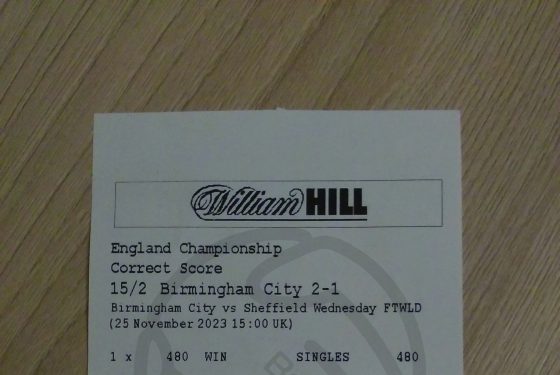 William HILL
England Championship
Correct Score
15/2 Birmingham City 2-1
Birmingham City vs Sheffield Wednesday FTWLD
(25 November 2023 15:00 UK)
1 x 480 WIN SINGLES 480